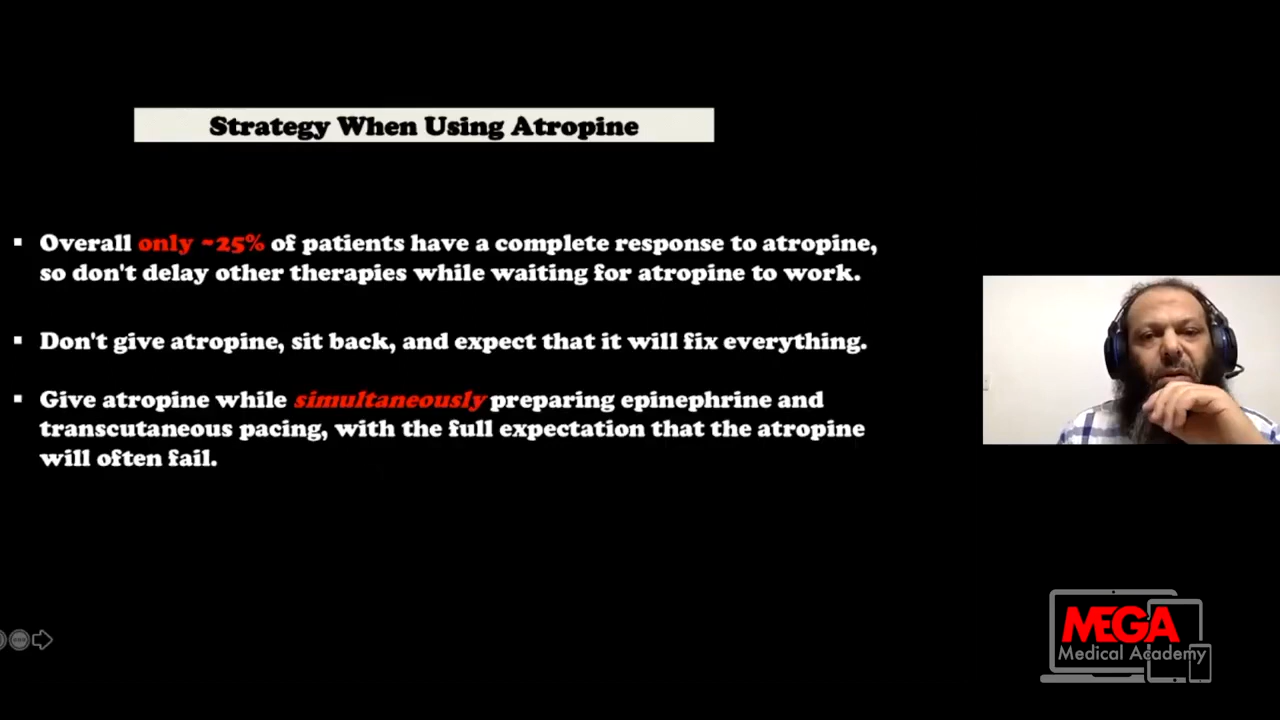 Strategy When Using Atropine
▪ Overall only ~25% of patients have a complete response to atropine,
so don't delay other therapies while waiting for atropine to work.
▪ Don't give atropine, sit back, and expect that it will fix everything.
▪ Give atropine while simultaneously preparing epinephrine and
transcutaneous pacing, with the full expectation that the atropine
will often fail.
MEGA
Medical Academy